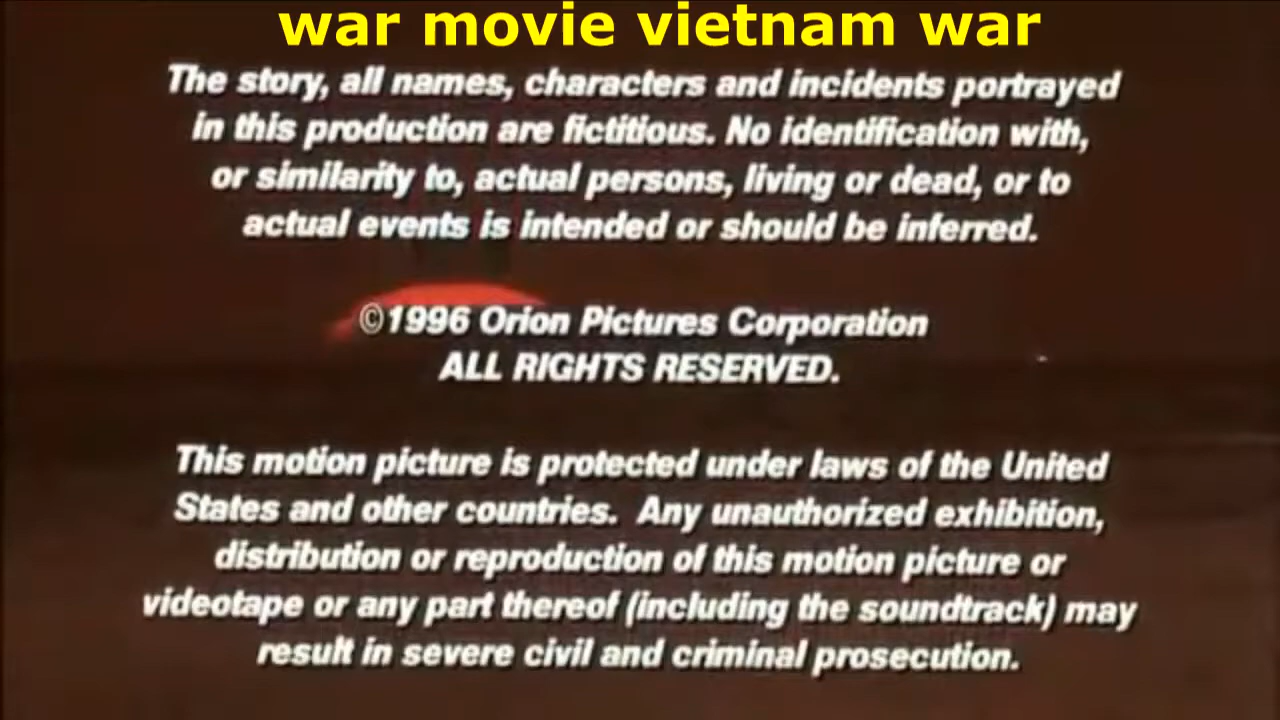 war movie vietnam war
The story, all names, characters and incidents portrayed
in this production are fictitious. No identification with,
or similarity to, actual persons, living or dead, or to
actual events is intended or should be inferred.
©1996 Orion Pictures Corporation
ALL RIGHTS RESERVED.
This motion picture is protected under laws of the United
States and other countries. Any unauthorized exhibition,
distribution or reproduction of this motion picture or
videotape or any part thereof (including the soundtrack) may
result in severe civil and criminal prosecution.